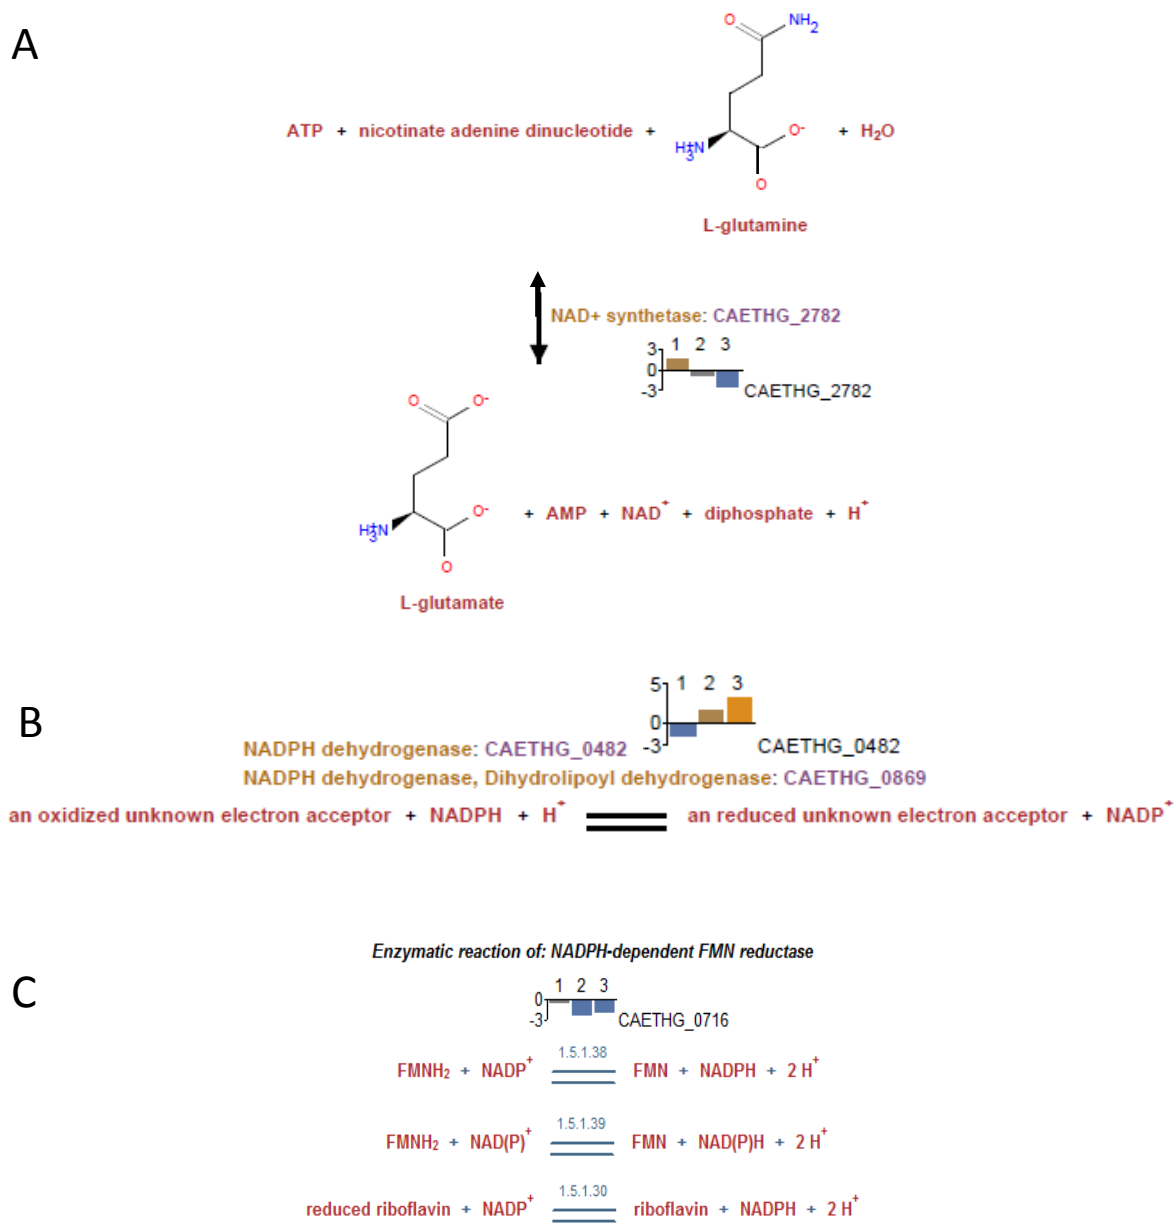 A
O NH₂
ATP + nicotinate adenine dinucleotide + H₃⁺N O⁻ + H₂O
O
L-glutamine
NAD+ synthetase: CAETHG_2782
3 1 2 3
0
-3 CAETHG_2782
O O⁻
H₃⁺N O⁻ + AMP + NAD⁺ + diphosphate + H⁺
O
L-glutamate
B
5 1 2 3
0
-3 CAETHG_0482
NADPH dehydrogenase: CAETHG_0482
NADPH dehydrogenase, Dihydrolipoyl dehydrogenase: CAETHG_0869
an oxidized unknown electron acceptor + NADPH + H⁺ an reduced unknown electron acceptor + NADP⁺
Enzymatic reaction of: NADPH-dependent FMN reductase
C
0 1 2 3
-3 CAETHG_0716
1.5.1.38
FMNH₂ + NADP⁺ FMN + NADPH + 2 H⁺
1.5.1.39
FMNH₂ + NAD(P)⁺ FMN + NAD(P)H + 2 H⁺
1.5.1.30
reduced riboflavin + NADP⁺ riboflavin + NADPH + 2 H⁺